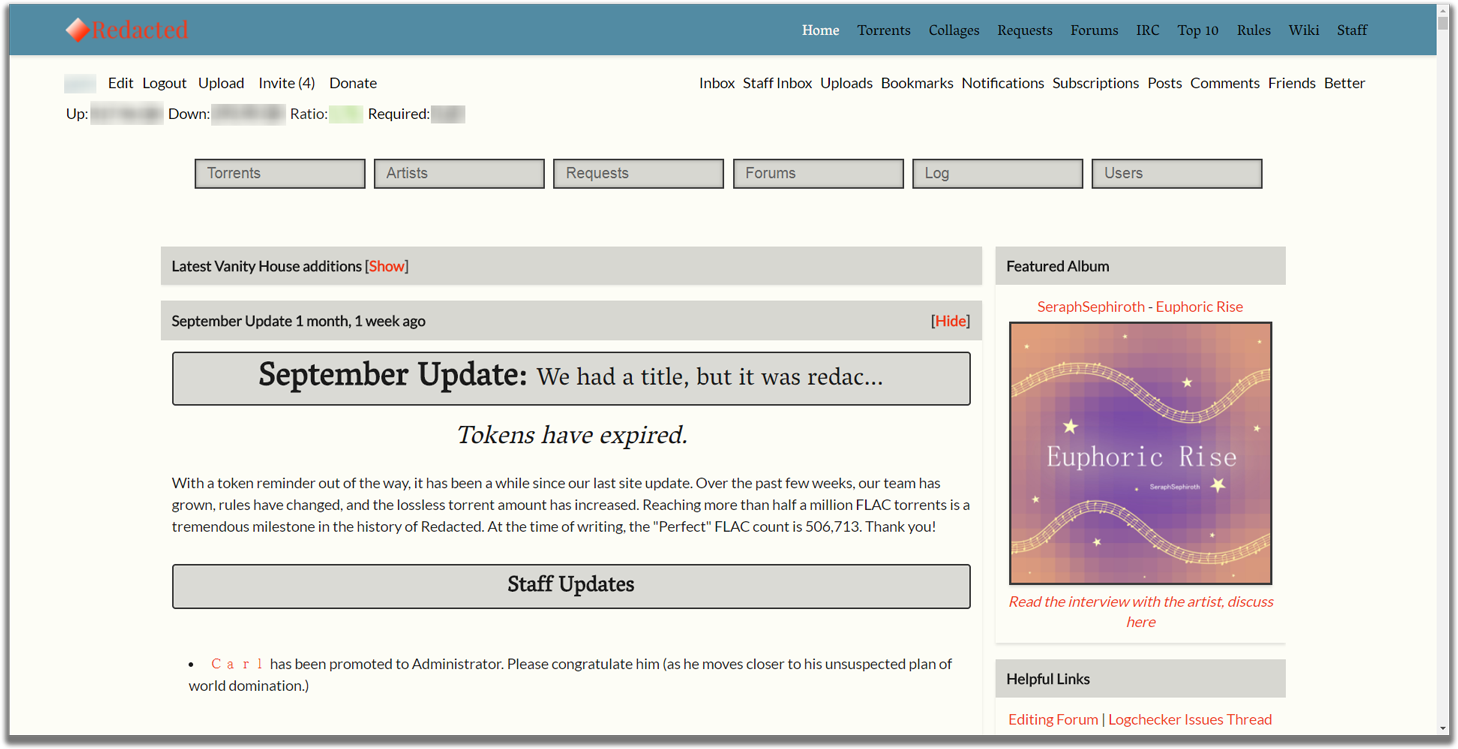 Redacted
Home Torrents Collages Requests Forums IRC Top 10 Rules Wiki Staff
Edit Logout Upload Invite (4) Donate
Inbox Staff Inbox Uploads Bookmarks Notifications Subscriptions Posts Comments Friends Better
Up: Down: Ratio: Required:
Torrents Artists Requests Forums Log Users
Latest Vanity House additions [Show]
September Update 1 month, 1 week ago [Hide]
September Update: We had a title, but it was redac...
Tokens have expired.
With a token reminder out of the way, it has been a while since our last site update. Over the past few weeks, our team has
grown, rules have changed, and the lossless torrent amount has increased. Reaching more than half a million FLAC torrents is a
tremendous milestone in the history of Redacted. At the time of writing, the "Perfect" FLAC count is 506,713. Thank you!
Staff Updates
• Carl has been promoted to Administrator. Please congratulate him (as he moves closer to his unsuspected plan of
world domination.)
Featured Album
SeraphSephiroth - Euphoric Rise
Euphoric Rise
SeraphSephiroth
Read the interview with the artist, discuss
here
Helpful Links
Editing Forum | Logchecker Issues Thread